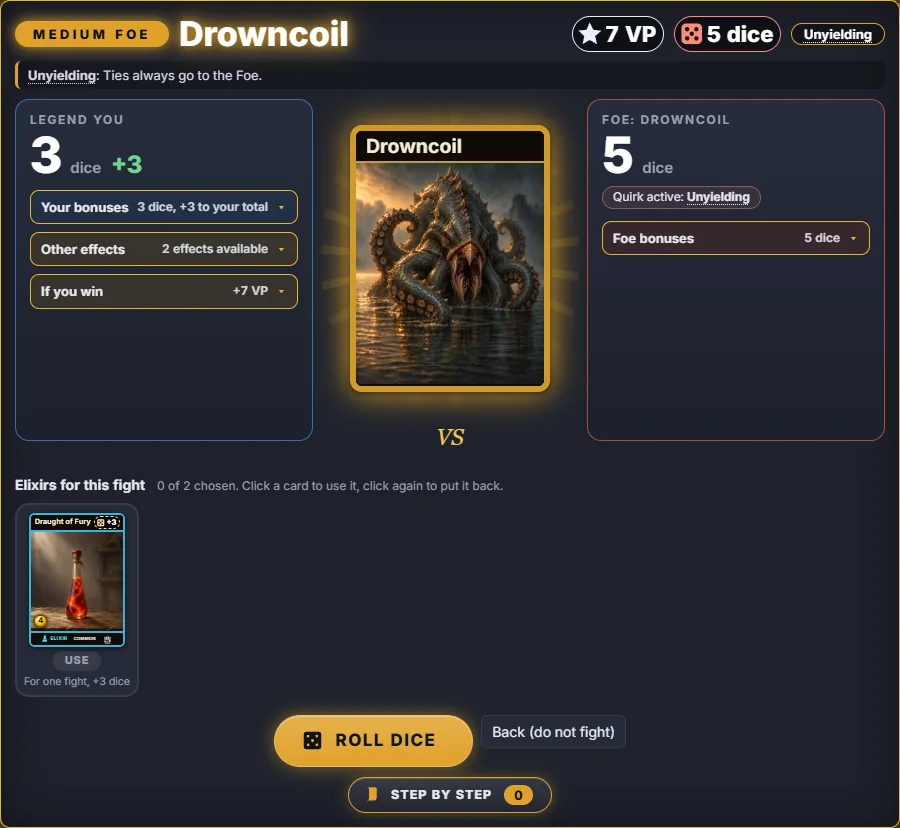 MEDIUM FOE
Drowncoil
7 VP
5 dice
Unyielding
Unyielding: Ties always go to the Foe.
LEGEND YOU
3 dice +3
Your bonuses 3 dice, +3 to your total
Other effects 2 effects available
If you win +7 VP
Drowncoil
VS
FOE: DROWNCOIL
5 dice
Quirk active: Unyielding
Foe bonuses 5 dice
Elixirs for this fight 0 of 2 chosen. Click a card to use it, click again to put it back.
Draught of Fury +3
4
ELIXIR COMMON
USE
For one fight, +3 dice
ROLL DICE
Back (do not fight)
STEP BY STEP 0